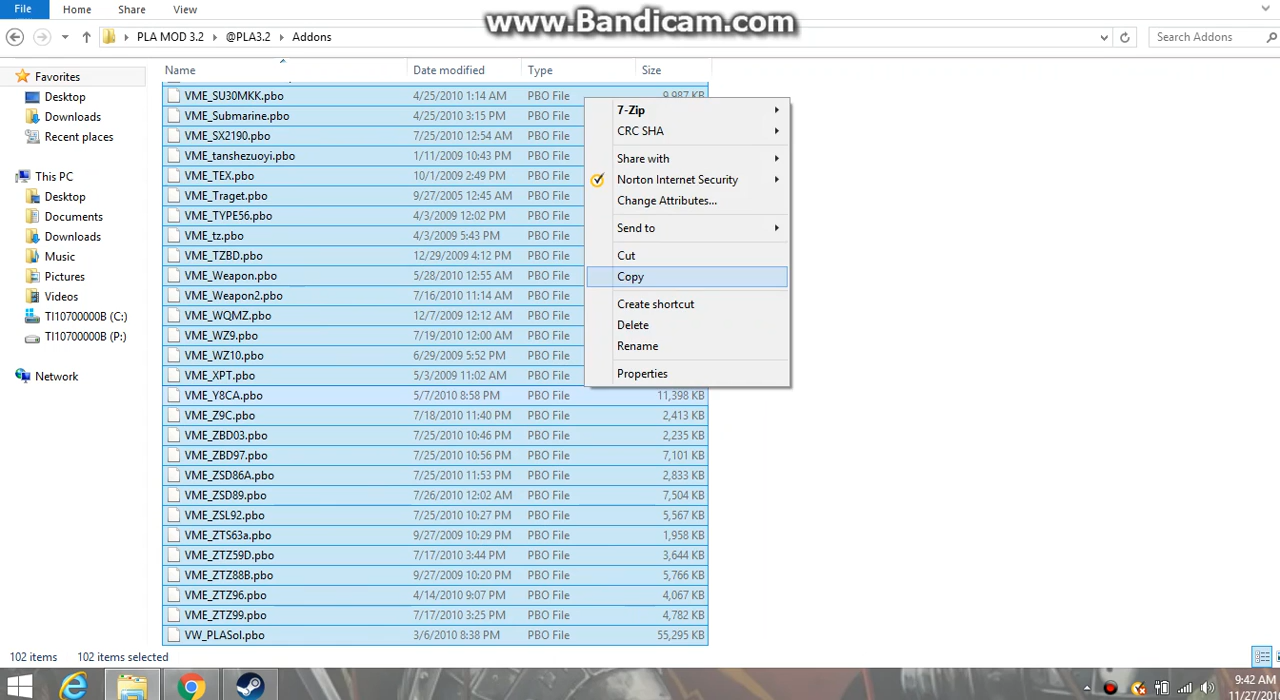 www.Bandicam.com
File Home Share View
PLA MOD 3.2 @PLA3.2 Addons
Search Addons
Name Date modified Type Size
Favorites
Desktop
Downloads
Recent places
This PC
Desktop
Documents
Downloads
Music
Pictures
Videos
TI10700000B (C:)
TI10700000B (P:)
Network
VME_SU30MKK.pbo 4/25/2010 1:14 AM PBO File 9,987 KB
VME_Submarine.pbo 4/25/2010 3:15 PM PBO File
VME_SX2190.pbo 7/25/2010 12:54 AM PBO File
VME_tanshezuoyi.pbo 1/11/2009 10:43 PM PBO File
VME_TEX.pbo 10/1/2009 2:49 PM PBO File
VME_Traget.pbo 9/27/2005 12:45 AM PBO File
VME_TYPE56.pbo 4/3/2009 12:02 PM PBO File
VME_tz.pbo 4/3/2009 5:43 PM PBO File
VME_TZBD.pbo 12/29/2009 4:12 PM PBO File
VME_Weapon.pbo 5/28/2010 12:55 AM PBO File
VME_Weapon2.pbo 7/16/2010 11:14 AM PBO File
VME_WQMZ.pbo 12/7/2009 12:12 AM PBO File
VME_WZ9.pbo 7/19/2010 12:00 AM PBO File
VME_WZ10.pbo 6/29/2009 5:52 PM PBO File
VME_XPT.pbo 5/3/2009 11:02 AM PBO File
VME_Y8CA.pbo 5/7/2010 8:58 PM PBO File 11,398 KB
VME_Z9C.pbo 7/18/2010 11:40 PM PBO File 2,413 KB
VME_ZBD03.pbo 7/25/2010 10:46 PM PBO File 2,235 KB
VME_ZBD97.pbo 7/25/2010 10:56 PM PBO File 7,101 KB
VME_ZSD86A.pbo 7/25/2010 11:53 PM PBO File 2,833 KB
VME_ZSD89.pbo 7/26/2010 12:02 AM PBO File 7,504 KB
VME_ZSL92.pbo 7/25/2010 10:27 PM PBO File 5,567 KB
VME_ZTS63a.pbo 9/27/2009 10:29 PM PBO File 1,958 KB
VME_ZTZ59D.pbo 7/17/2010 3:44 PM PBO File 3,644 KB
VME_ZTZ88B.pbo 9/27/2009 10:20 PM PBO File 5,766 KB
VME_ZTZ96.pbo 4/14/2010 9:07 PM PBO File 4,067 KB
VME_ZTZ99.pbo 7/17/2010 3:25 PM PBO File 4,782 KB
VW_PLASol.pbo 3/6/2010 8:38 PM PBO File 55,295 KB
7-Zip
CRC SHA
Share with
Norton Internet Security
Change Attributes...
Send to
Cut
Copy
Create shortcut
Delete
Rename
Properties
102 items 102 items selected
9:42 AM
11/27/201